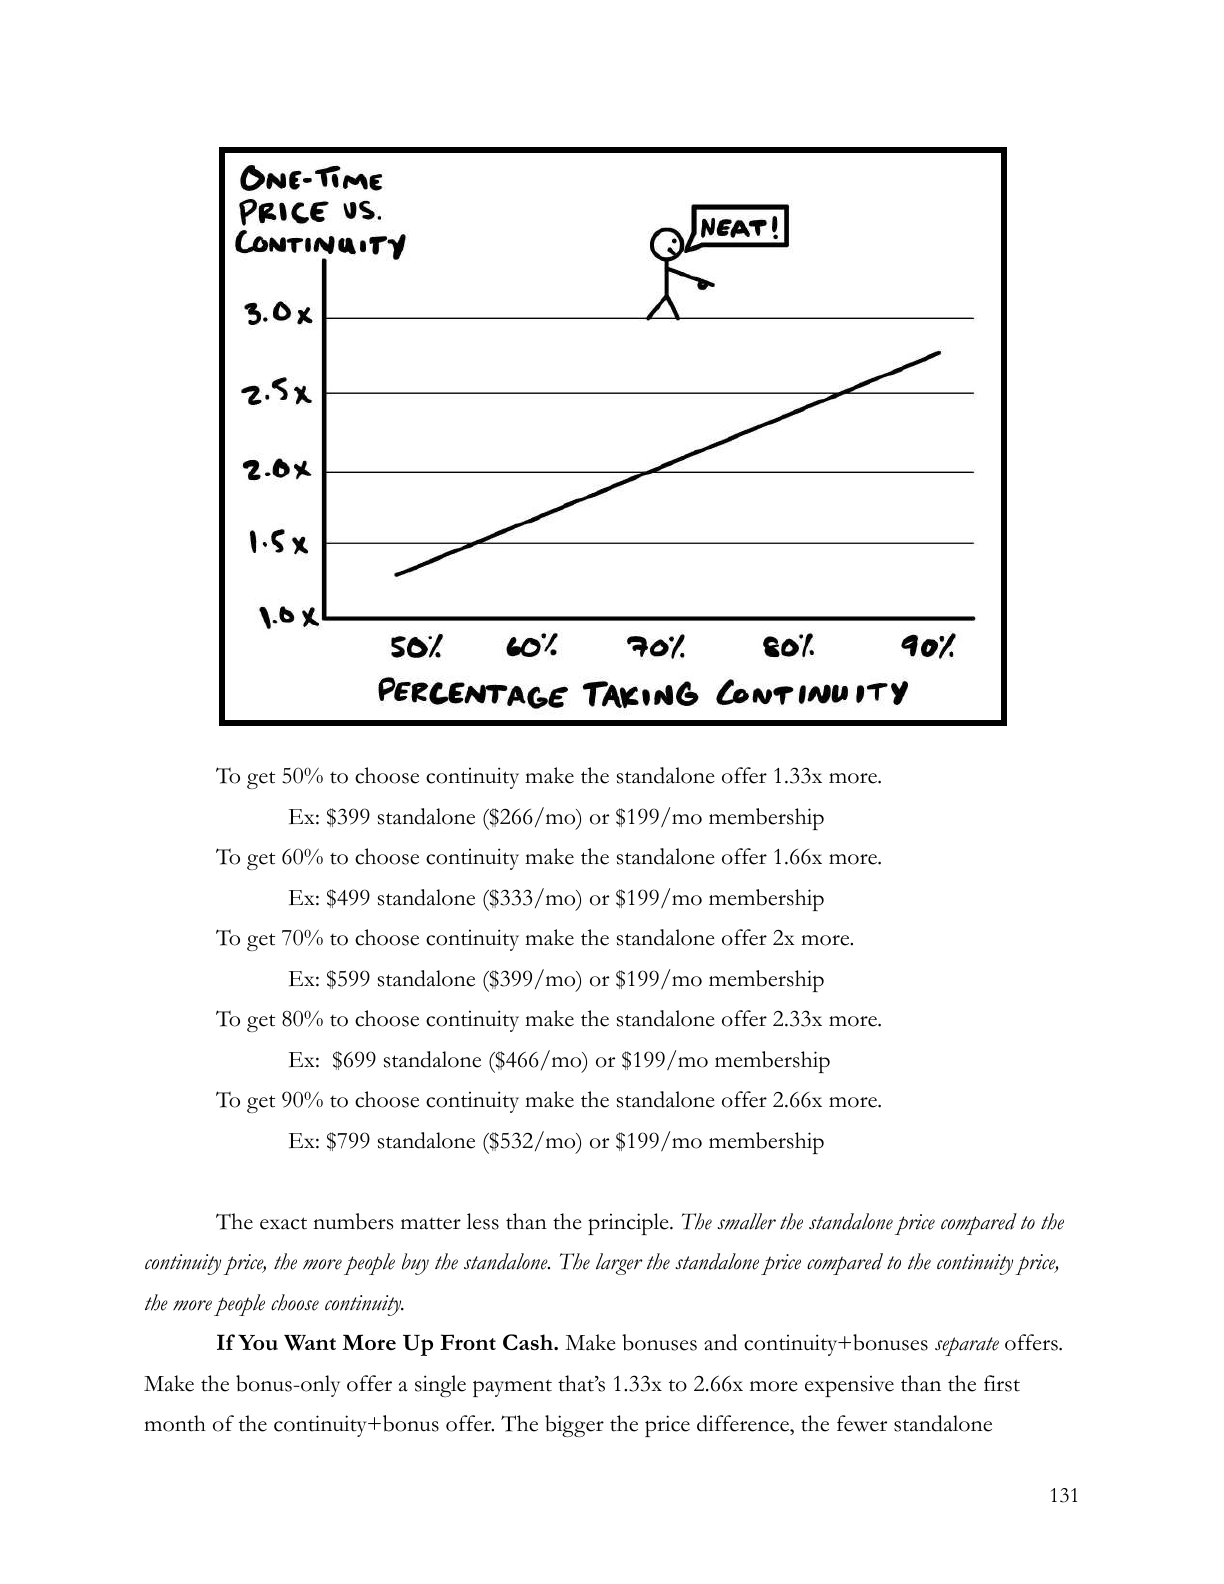 ONE-TIME
PRICE VS.
CONTINUITY
NEAT!
3.0x
2.5x
2.0x
1.5x
1.0x
50% 60% 70% 80% 90%
PERCENTAGE TAKING CONTINUITY
To get 50% to choose continuity make the standalone offer 1.33x more.
Ex: $399 standalone ($266/mo) or $199/mo membership
To get 60% to choose continuity make the standalone offer 1.66x more.
Ex: $499 standalone ($333/mo) or $199/mo membership
To get 70% to choose continuity make the standalone offer 2x more.
Ex: $599 standalone ($399/mo) or $199/mo membership
To get 80% to choose continuity make the standalone offer 2.33x more.
Ex:  $699 standalone ($466/mo) or $199/mo membership
To get 90% to choose continuity make the standalone offer 2.66x more.
Ex: $799 standalone ($532/mo) or $199/mo membership
The exact numbers matter less than the principle. The smaller the standalone price compared to the
continuity price, the more people buy the standalone. The larger the standalone price compared to the continuity price,
the more people choose continuity.
If You Want More Up Front Cash. Make bonuses and continuity+bonuses separate offers.
Make the bonus-only offer a single payment that’s 1.33x to 2.66x more expensive than the first
month of the continuity+bonus offer. The bigger the price difference, the fewer standalone
131